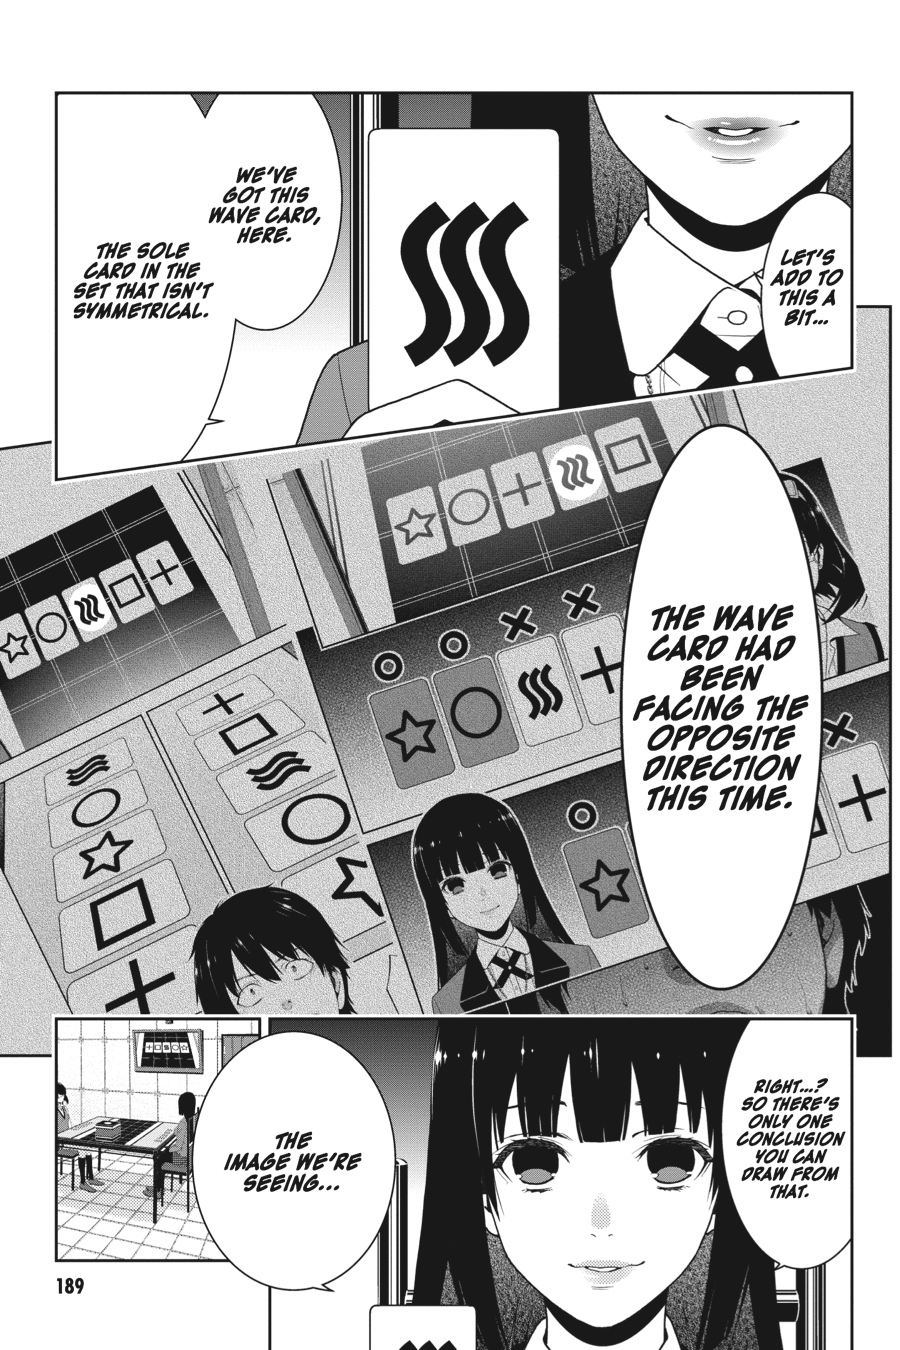 LET'S
ADD TO
THIS A
BIT...
WE'VE
GOT THIS
WAVE CARD,
HERE.
THE SOLE
CARD IN THE
SET THAT ISN'T
SYMMETRICAL.
THE WAVE
CARD HAD
BEEN
FACING THE
OPPOSITE
DIRECTION
THIS TIME.
RIGHT...?
SO THERE'S
ONLY ONE
CONCLUSION
YOU CAN
DRAW FROM
THAT.
THE
IMAGE WE'RE
SEEING...
189